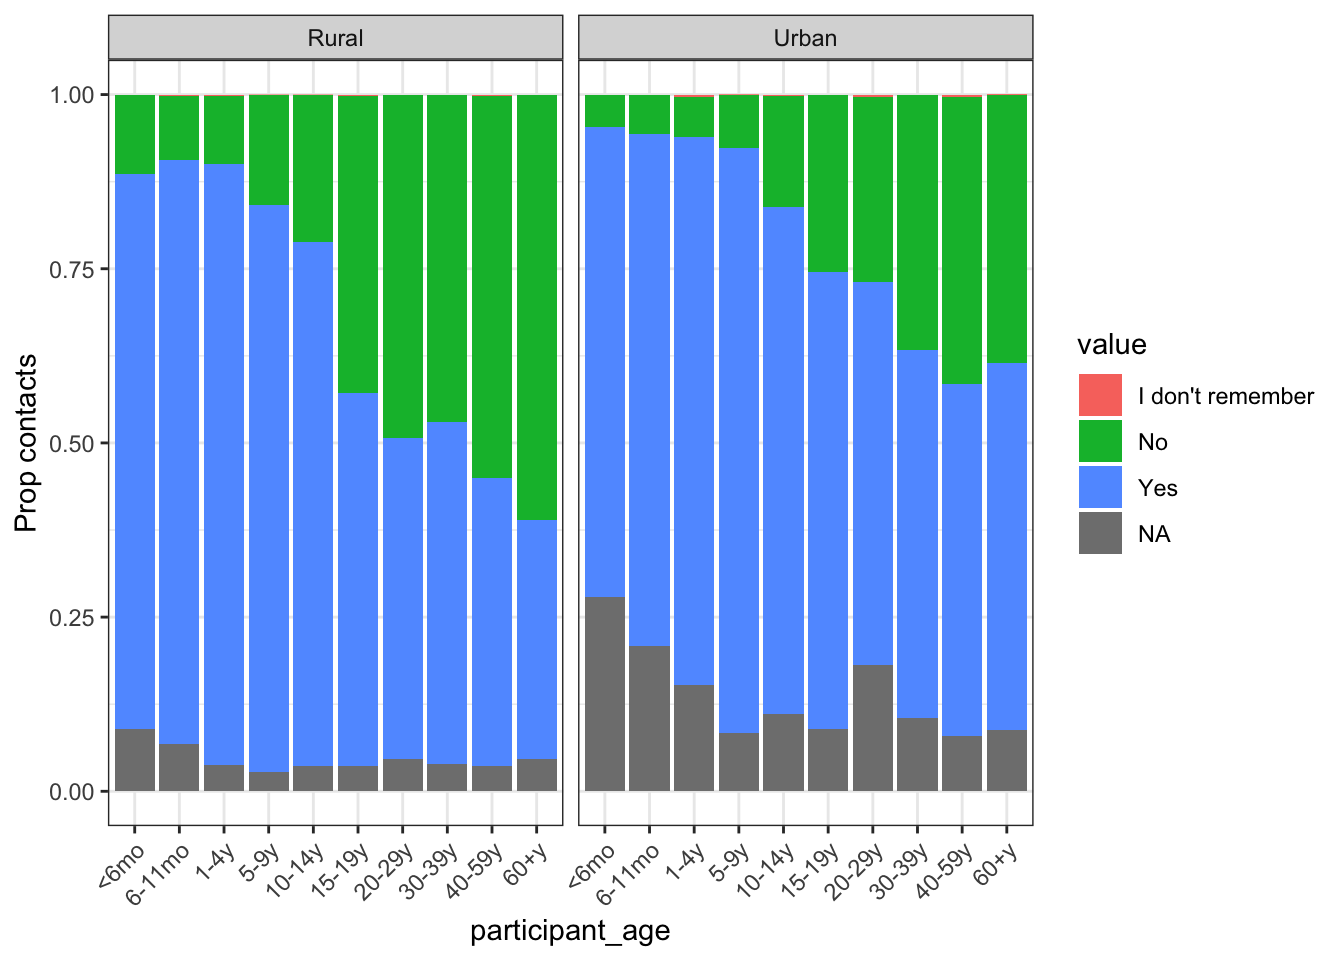 Rural
Urban
1.00
0.75
0.50
0.25
0.00
Prop contacts
<6mo
6-11mo
1-4y
5-9y
10-14y
15-19y
20-29y
30-39y
40-59y
60+y
<6mo
6-11mo
1-4y
5-9y
10-14y
15-19y
20-29y
30-39y
40-59y
60+y
participant_age
value
I don't remember
No
Yes
NA